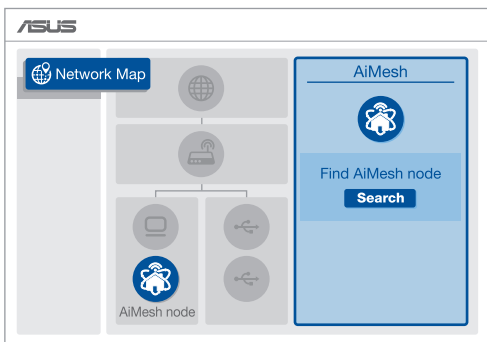 ASUS
Network Map
AiMesh
Find AiMesh node
Search
AiMesh node